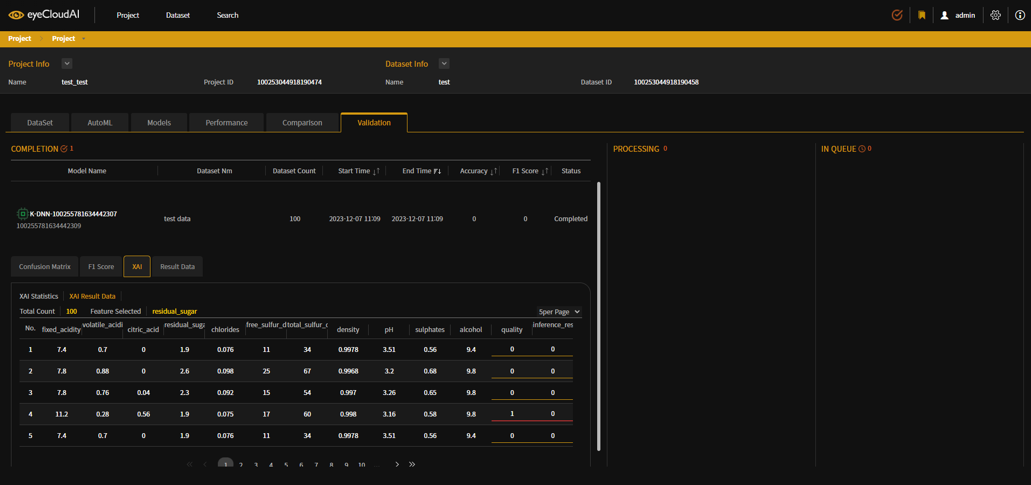 eyeCloudAI Project Dataset Search admin
Project Project
Project Info Dataset Info
Name test_test Project ID 100253044918190474 Name test Dataset ID 100253044918190458
DataSet AutoML Models Performance Comparison Validation
COMPLETION 1 PROCESSING 0 IN QUEUE 0
Model Name Dataset Nm Dataset Count Start Time End Time Accuracy F1 Score Status
K-DNN-100255781634442307
100255781634442309
test data 100 2023-12-07 11:09 2023-12-07 11:09 0 0 Completed
Confusion Matrix F1 Score XAI Result Data
XAI Statistics XAI Result Data
Total Count 100 Feature Selected residual_sugar 5per Page
No. fixed_acidity volatile_acidi citric_acid residual_suga chlorides free_sulfur_d total_sulfur_c density pH sulphates alcohol quality inference_res
1 7.4 0.7 0 1.9 0.076 11 34 0.9978 3.51 0.56 9.4 0 0
2 7.8 0.88 0 2.6 0.098 25 67 0.9968 3.2 0.68 9.8 0 0
3 7.8 0.76 0.04 2.3 0.092 15 54 0.997 3.26 0.65 9.8 0 0
4 11.2 0.28 0.56 1.9 0.075 17 60 0.998 3.16 0.58 9.8 1 0
5 7.4 0.7 0 1.9 0.076 11 34 0.9978 3.51 0.56 9.4 0 0
1 2 3 4 5 6 7 8 9 10 ...